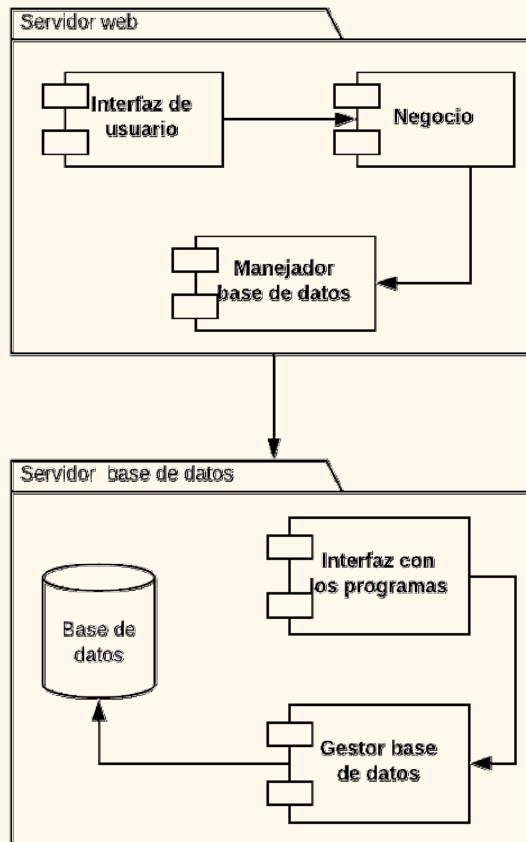 Servidor web
Interfaz de
usuario
Negocio
Manejador
base de datos
Servidor base de datos
Interfaz con
los programas
Base de
datos
Gestor base
de datos